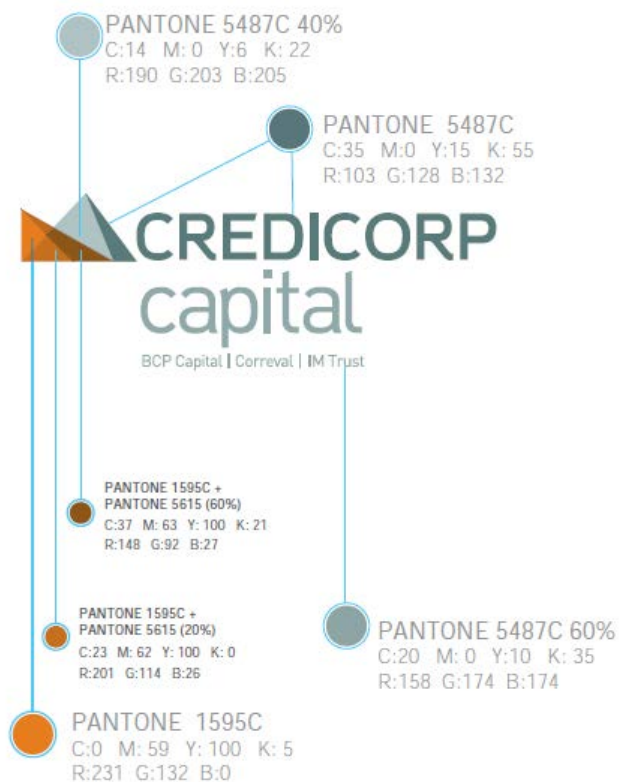 PANTONE 5487C 40%
C:14 M: 0 Y:6 K: 22
R:190 G:203 B:205
PANTONE 5487C
C:35 M:0 Y:15 K: 55
R:103 G:128 B:132
CREDICORP
capital
BCP Capital | Correval | IM Trust
PANTONE 1595C +
PANTONE 5615 (60%)
C:37 M: 63 Y: 100 K: 21
R:148 G:92 B:27
PANTONE 1595C +
PANTONE 5615 (20%)
C:23 M: 62 Y: 100 K: 0
R:201 G:114 B:26
PANTONE 5487C 60%
C:20 M: 0 Y:10 K: 35
R:158 G:174 B:174
PANTONE 1595C
C:0 M: 59 Y: 100 K: 5
R:231 G:132 B:0